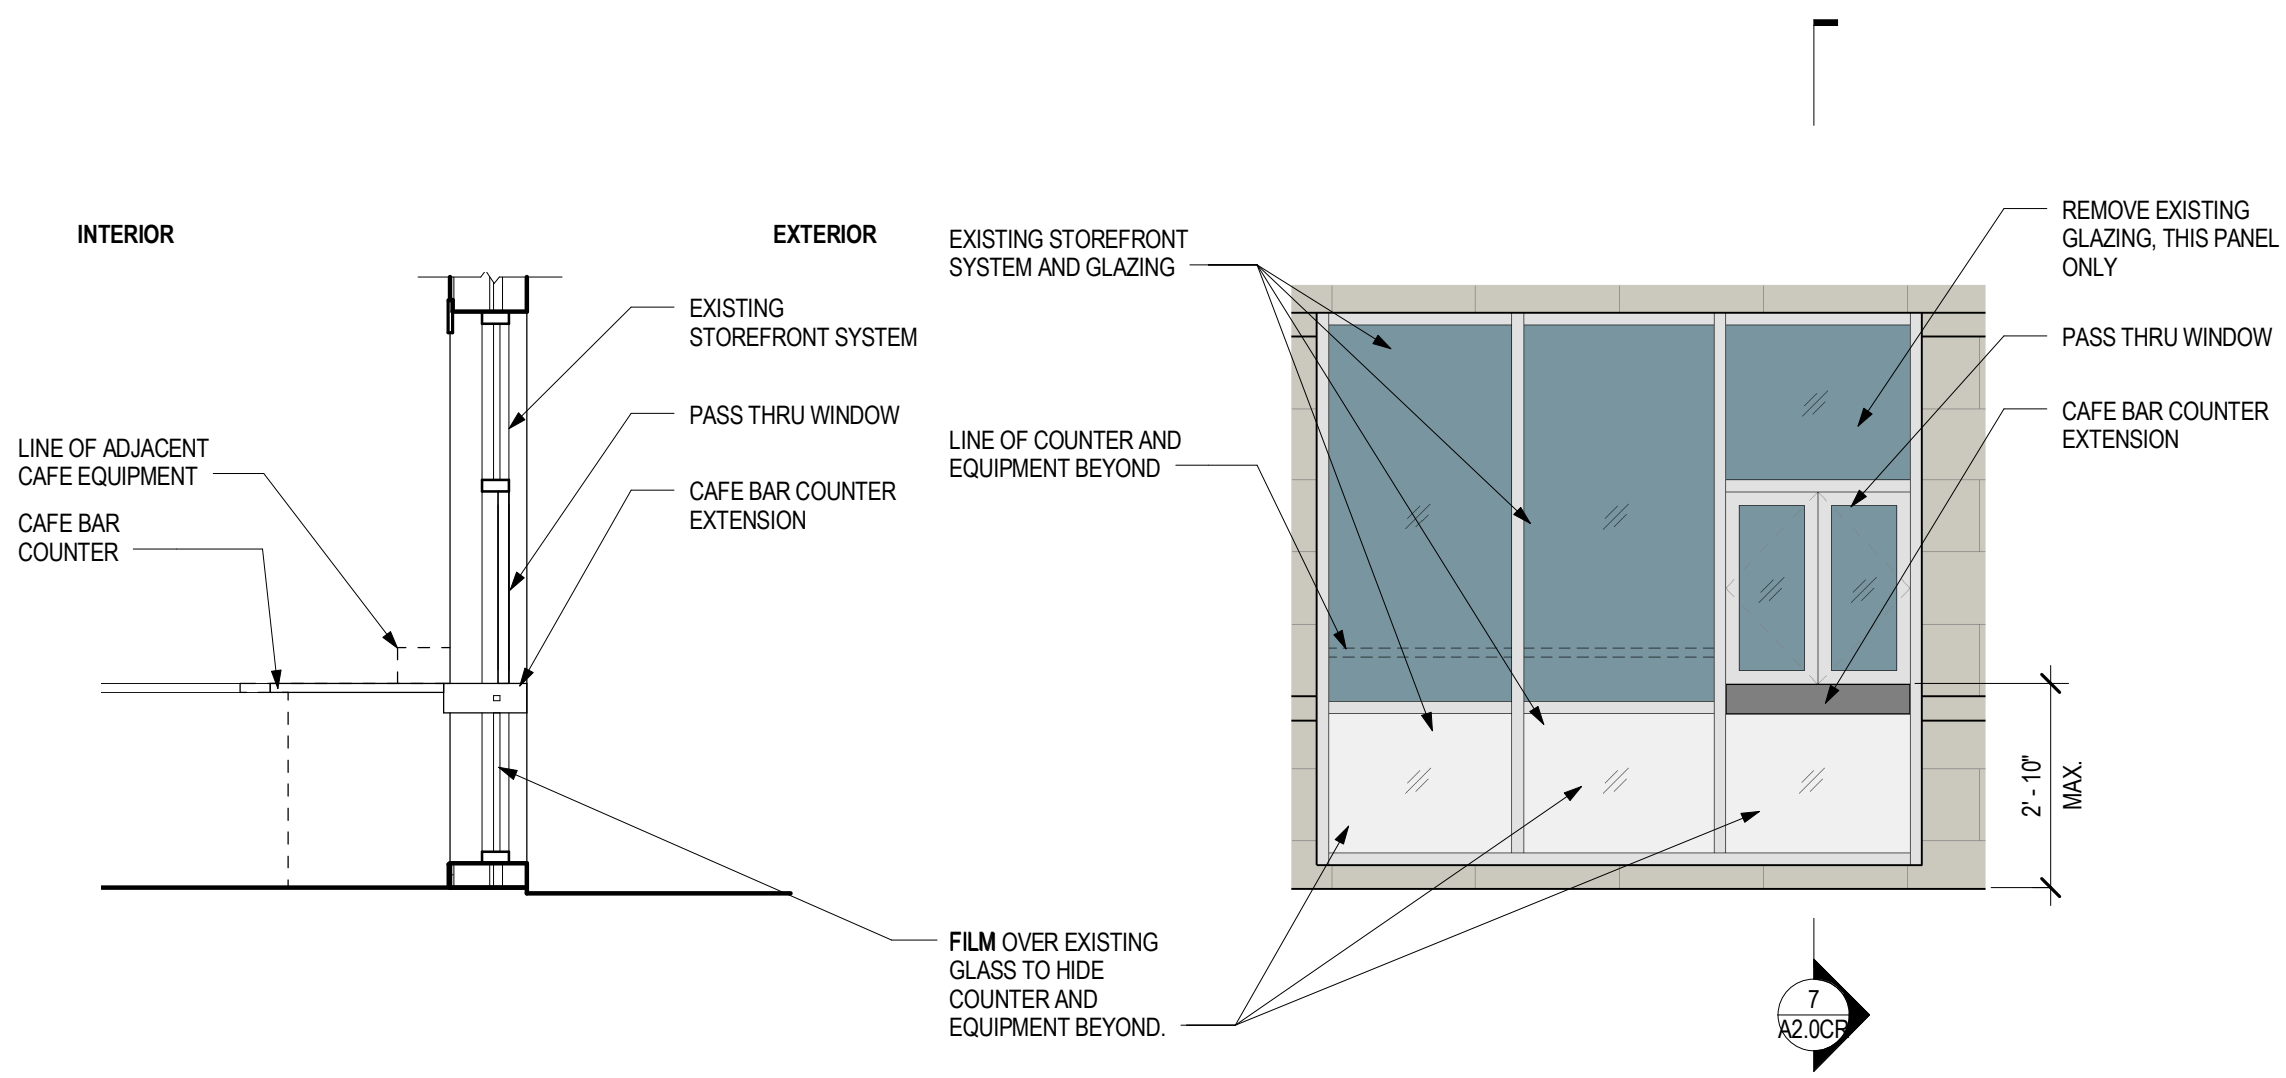 INTERIOR
EXTERIOR
EXISTING
STOREFRONT SYSTEM
PASS THRU WINDOW
LINE OF ADJACENT
CAFE EQUIPMENT
CAFE BAR COUNTER
EXTENSION
CAFE BAR
COUNTER
EXISTING STOREFRONT
SYSTEM AND GLAZING
LINE OF COUNTER AND
EQUIPMENT BEYOND
FILM OVER EXISTING
GLASS TO HIDE
COUNTER AND
EQUIPMENT BEYOND.
REMOVE EXISTING
GLAZING, THIS PANEL
ONLY
PASS THRU WINDOW
CAFE BAR COUNTER
EXTENSION
2' - 10"
MAX.
7
A2.0CR